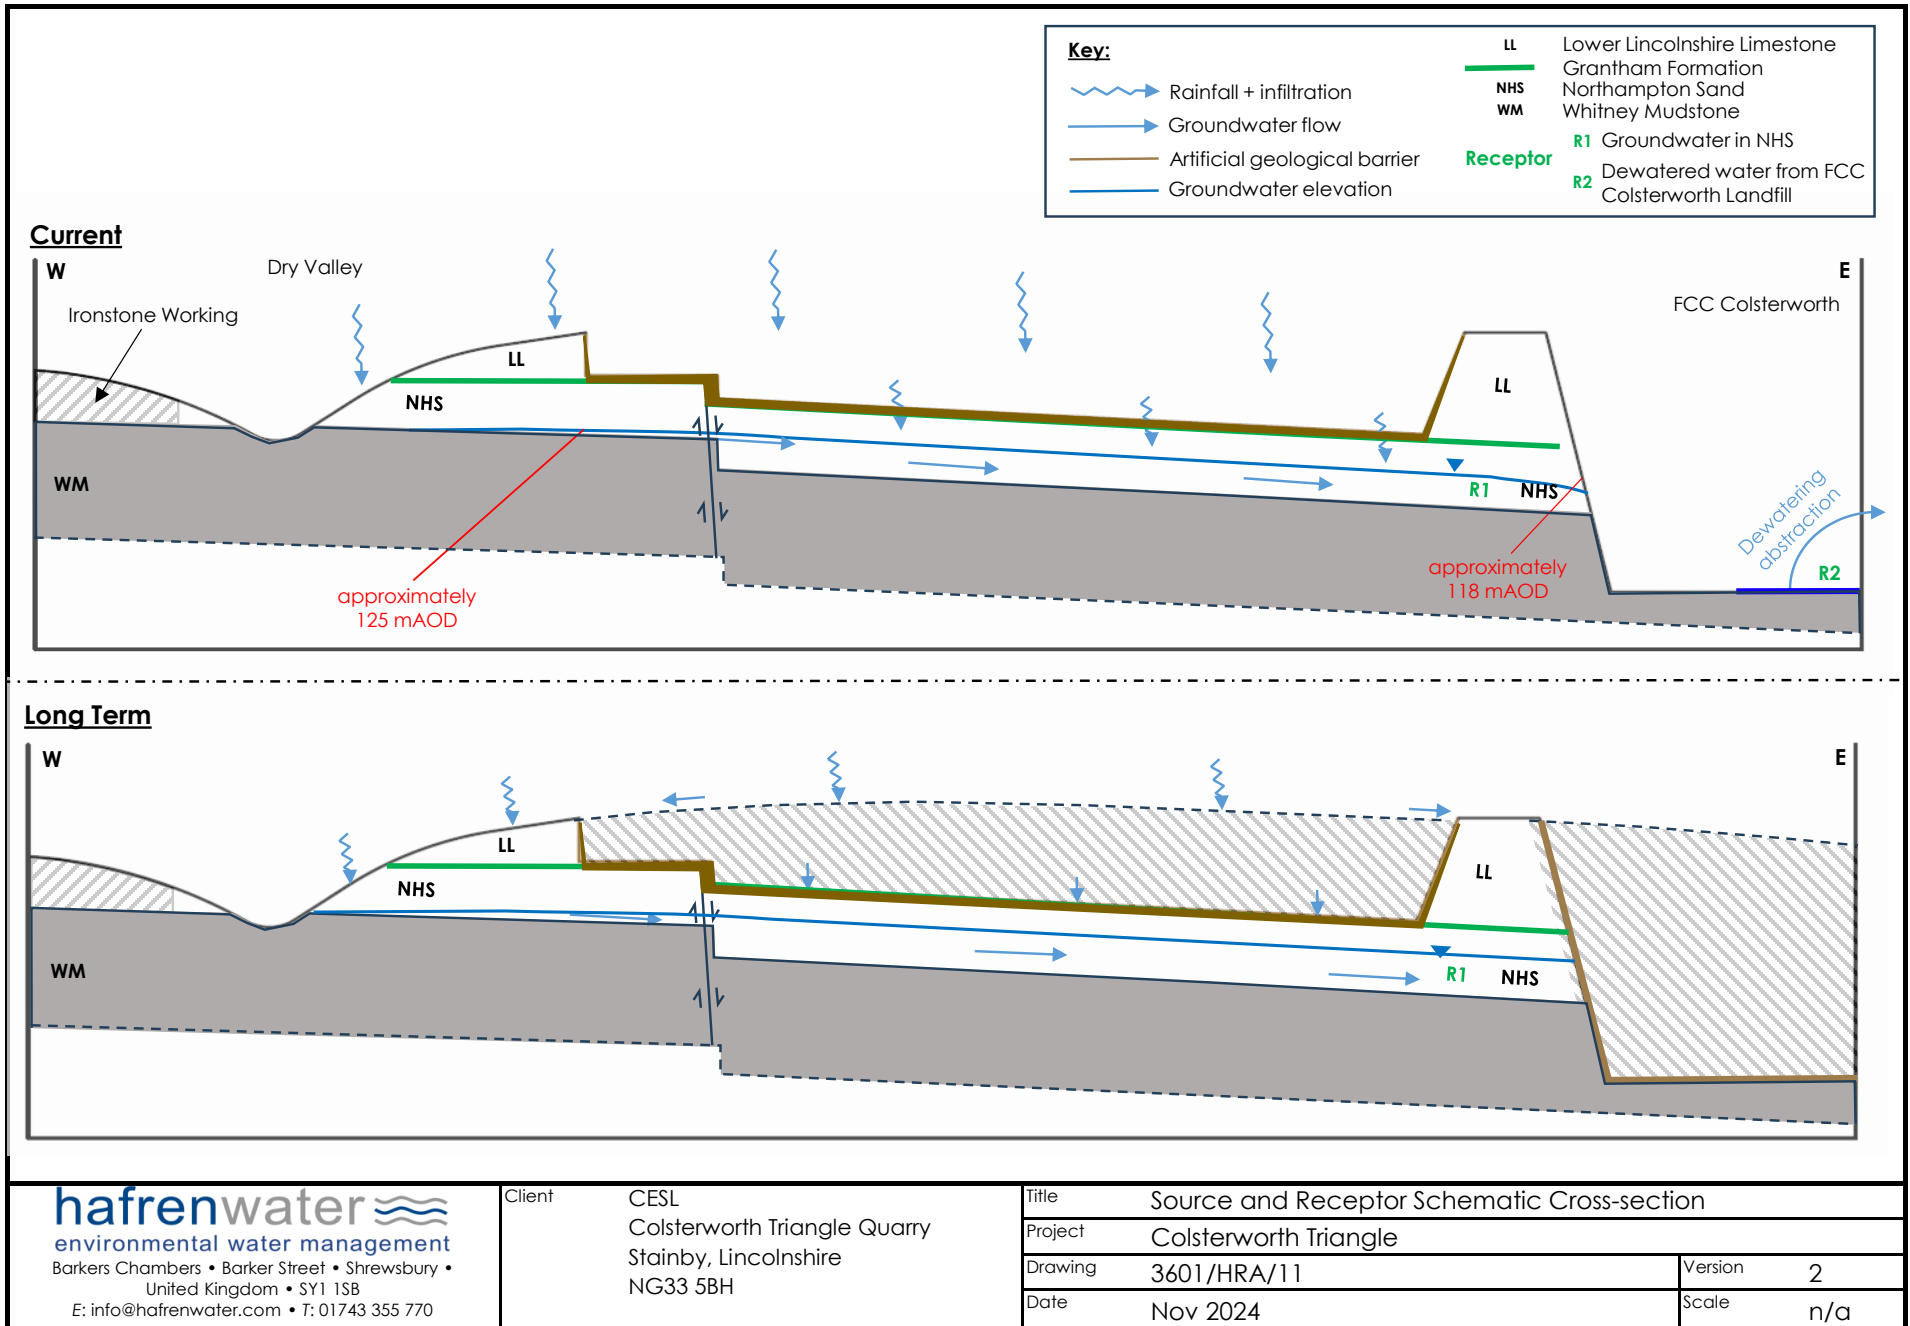 Key:
Rainfall + infiltration
Groundwater flow
Artificial geological barrier
Groundwater elevation
LL Lower Lincolnshire Limestone
Grantham Formation
NHS Northampton Sand
WM Whitney Mudstone
Receptor
R1 Groundwater in NHS
R2 Dewatered water from FCC
Colsterworth Landfill
Current
W
Dry Valley
E
Ironstone Working
FCC Colsterworth
LL
LL
NHS
WM
R1 NHS
Dewatering
abstraction
R2
approximately
125 mAOD
approximately
118 mAOD
Long Term
W
E
LL
LL
NHS
WM
R1 NHS
hafrenwater
environmental water management
Barkers Chambers • Barker Street • Shrewsbury •
United Kingdom • SY1 1SB
E: info@hafrenwater.com • T: 01743 355 770
Client CESL
Colsterworth Triangle Quarry
Stainby, Lincolnshire
NG33 5BH
Title Source and Receptor Schematic Cross-section
Project Colsterworth Triangle
Drawing 3601/HRA/11
Version 2
Date Nov 2024
Scale n/a